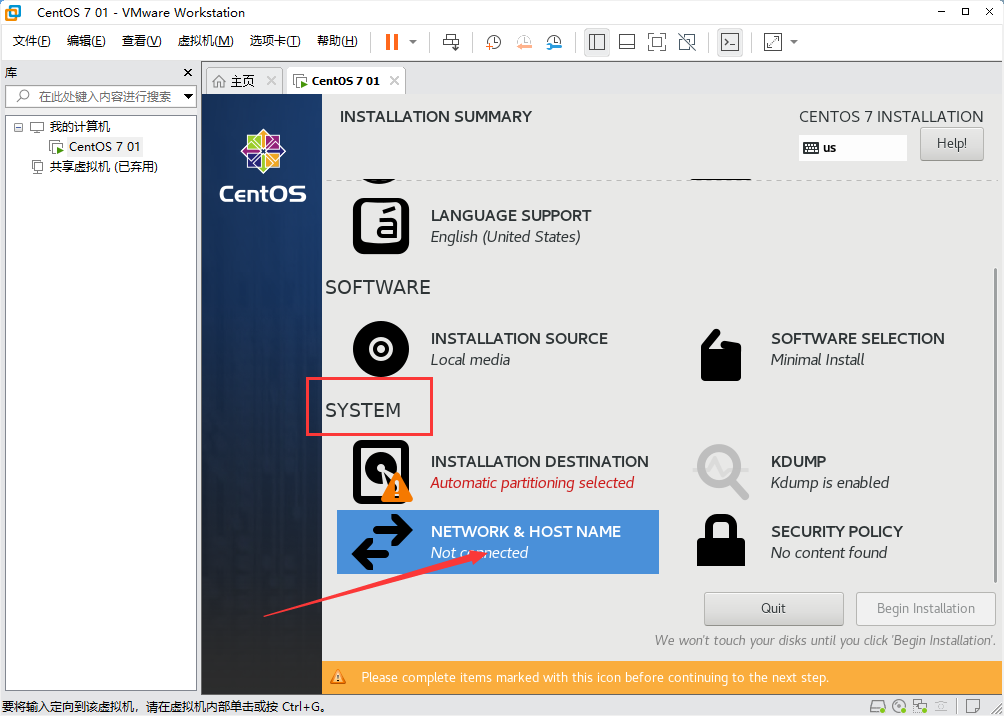 CentOS 7 01 - VMware Workstation
文件(F) 编辑(E) 查看(V) 虚拟机(M) 选项卡(T) 帮助(H)
库
在此处键入内容进行搜索
我的计算机
CentOS 7 01
共享虚拟机 (已弃用)
主页
CentOS 7 01
CentOS
INSTALLATION SUMMARY
CENTOS 7 INSTALLATION
us
Help!
LANGUAGE SUPPORT
English (United States)
SOFTWARE
INSTALLATION SOURCE
Local media
SOFTWARE SELECTION
Minimal Install
SYSTEM
INSTALLATION DESTINATION
Automatic partitioning selected
KDUMP
Kdump is enabled
NETWORK & HOST NAME
Not connected
SECURITY POLICY
No content found
Quit
Begin Installation
We won't touch your disks until you click 'Begin Installation'.
Please complete items marked with this icon before continuing to the next step.
要将输入定向到该虚拟机，请在虚拟机内部单击或按 Ctrl+G。